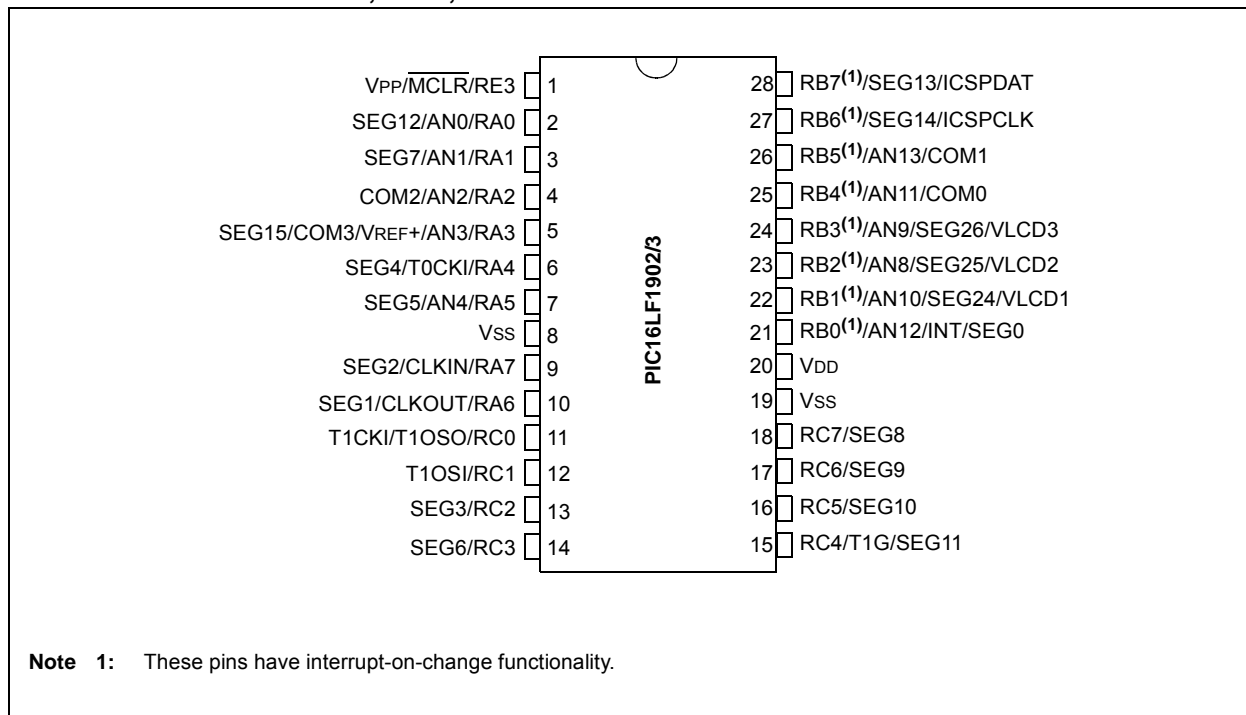 VPP/MCLR/RE3 1
SEG12/AN0/RA0 2
SEG7/AN1/RA1 3
COM2/AN2/RA2 4
SEG15/COM3/VREF+/AN3/RA3 5
SEG4/T0CKI/RA4 6
SEG5/AN4/RA5 7
VSS 8
SEG2/CLKIN/RA7 9
SEG1/CLKOUT/RA6 10
T1CKI/T1OSO/RC0 11
T1OSI/RC1 12
SEG3/RC2 13
SEG6/RC3 14
PIC16LF1902/3
28 RB7(1)/SEG13/ICSPDAT
27 RB6(1)/SEG14/ICSPCLK
26 RB5(1)/AN13/COM1
25 RB4(1)/AN11/COM0
24 RB3(1)/AN9/SEG26/VLCD3
23 RB2(1)/AN8/SEG25/VLCD2
22 RB1(1)/AN10/SEG24/VLCD1
21 RB0(1)/AN12/INT/SEG0
20 VDD
19 VSS
18 RC7/SEG8
17 RC6/SEG9
16 RC5/SEG10
15 RC4/T1G/SEG11
Note 1: These pins have interrupt-on-change functionality.